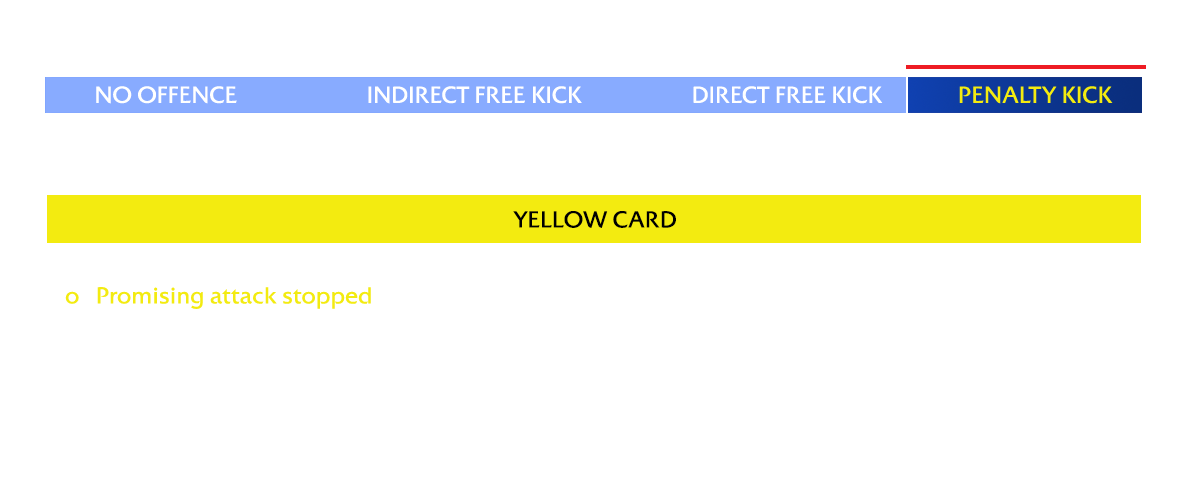 NO OFFENCE INDIRECT FREE KICK DIRECT FREE KICK PENALTY KICK
YELLOW CARD
o Promising attack stopped